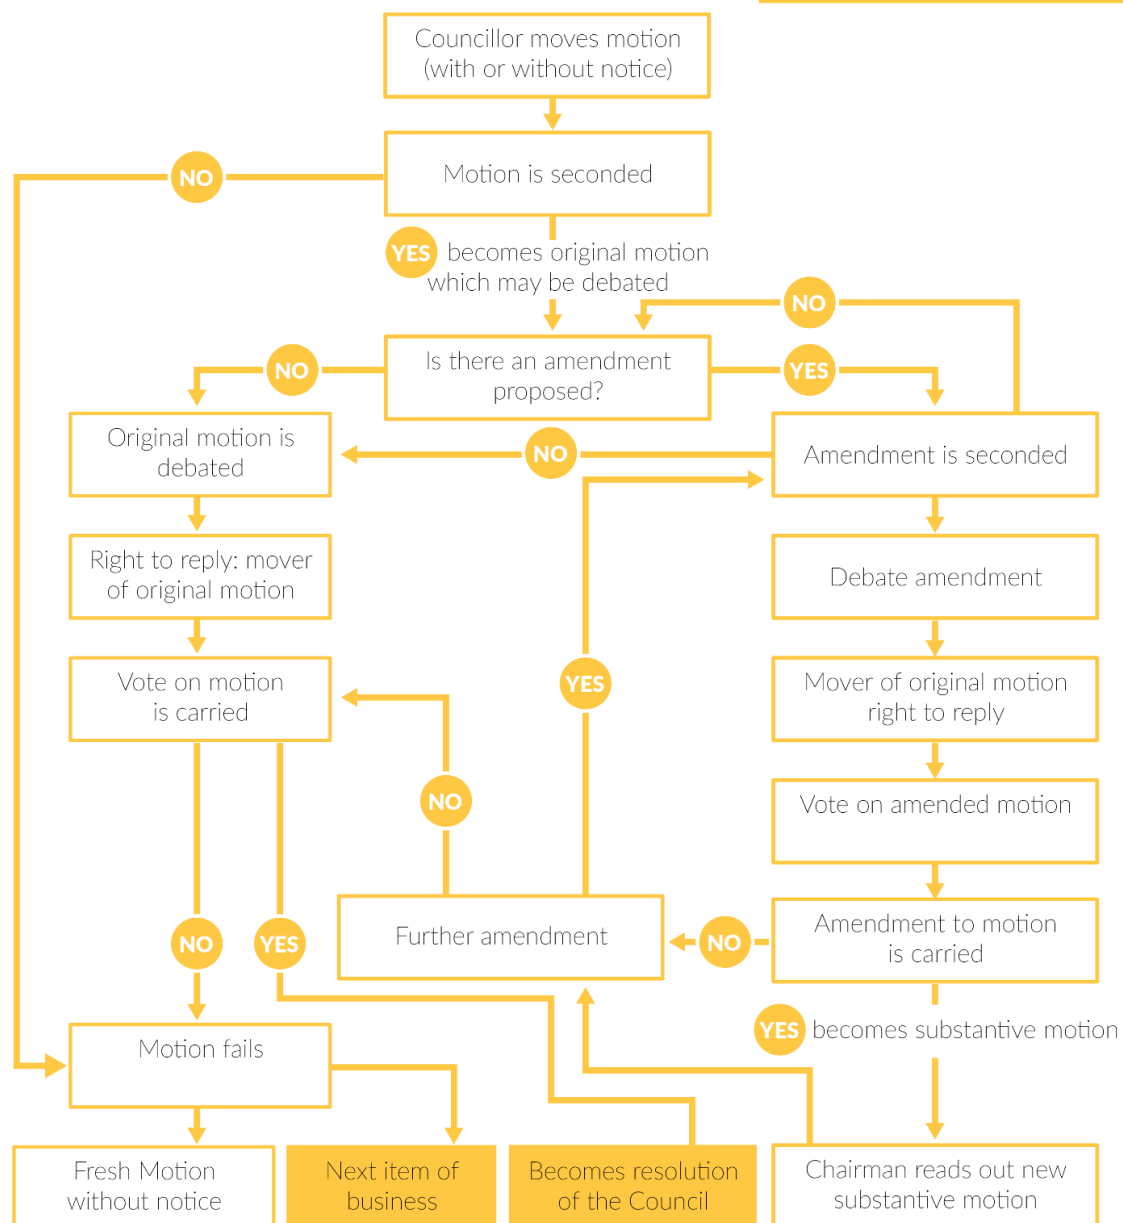 Councillor moves motion
(with or without notice)
Motion is seconded
NO
YES becomes original motion
which may be debated
NO
Is there an amendment
proposed?
NO
YES
Original motion is
debated
NO
Amendment is seconded
Right to reply: mover
of original motion
Debate amendment
Vote on motion
is carried
YES
Mover of original motion
right to reply
NO
Vote on amended motion
NO
YES
Further amendment
NO
Amendment to motion
is carried
YES becomes substantive motion
Motion fails
Fresh Motion
without notice
Next item of
business
Becomes resolution
of the Council
Chairman reads out new
substantive motion